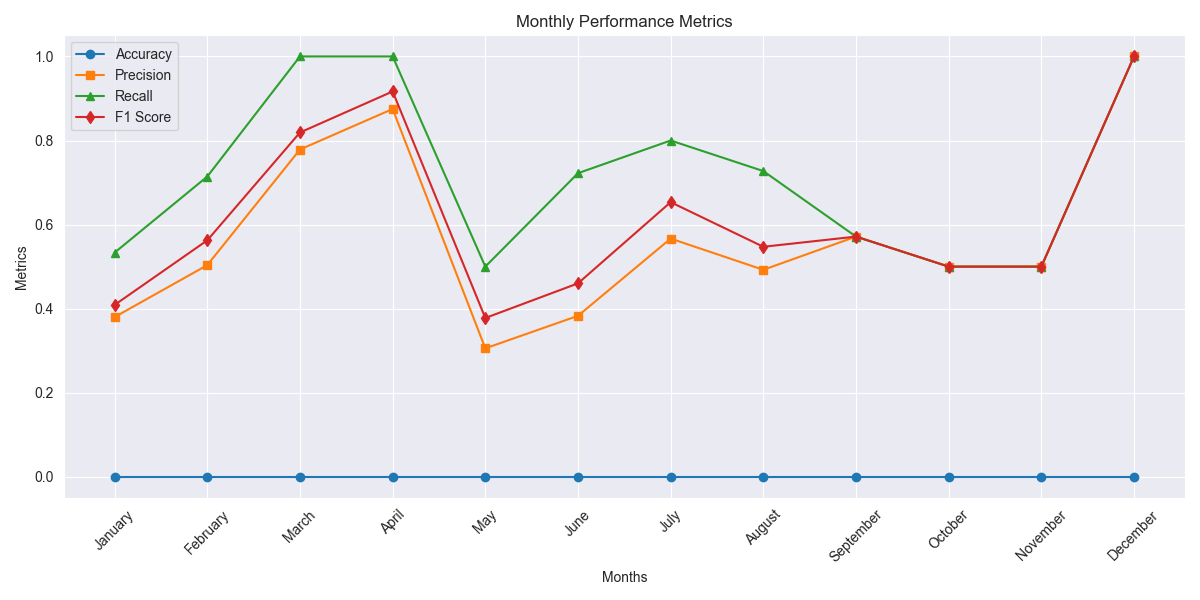 Monthly Performance Metrics
Accuracy
Precision
Recall
F1 Score
Metrics
1.0
0.8
0.6
0.4
0.2
0.0
January
February
March
April
May
June
July
August
September
October
November
December
Months